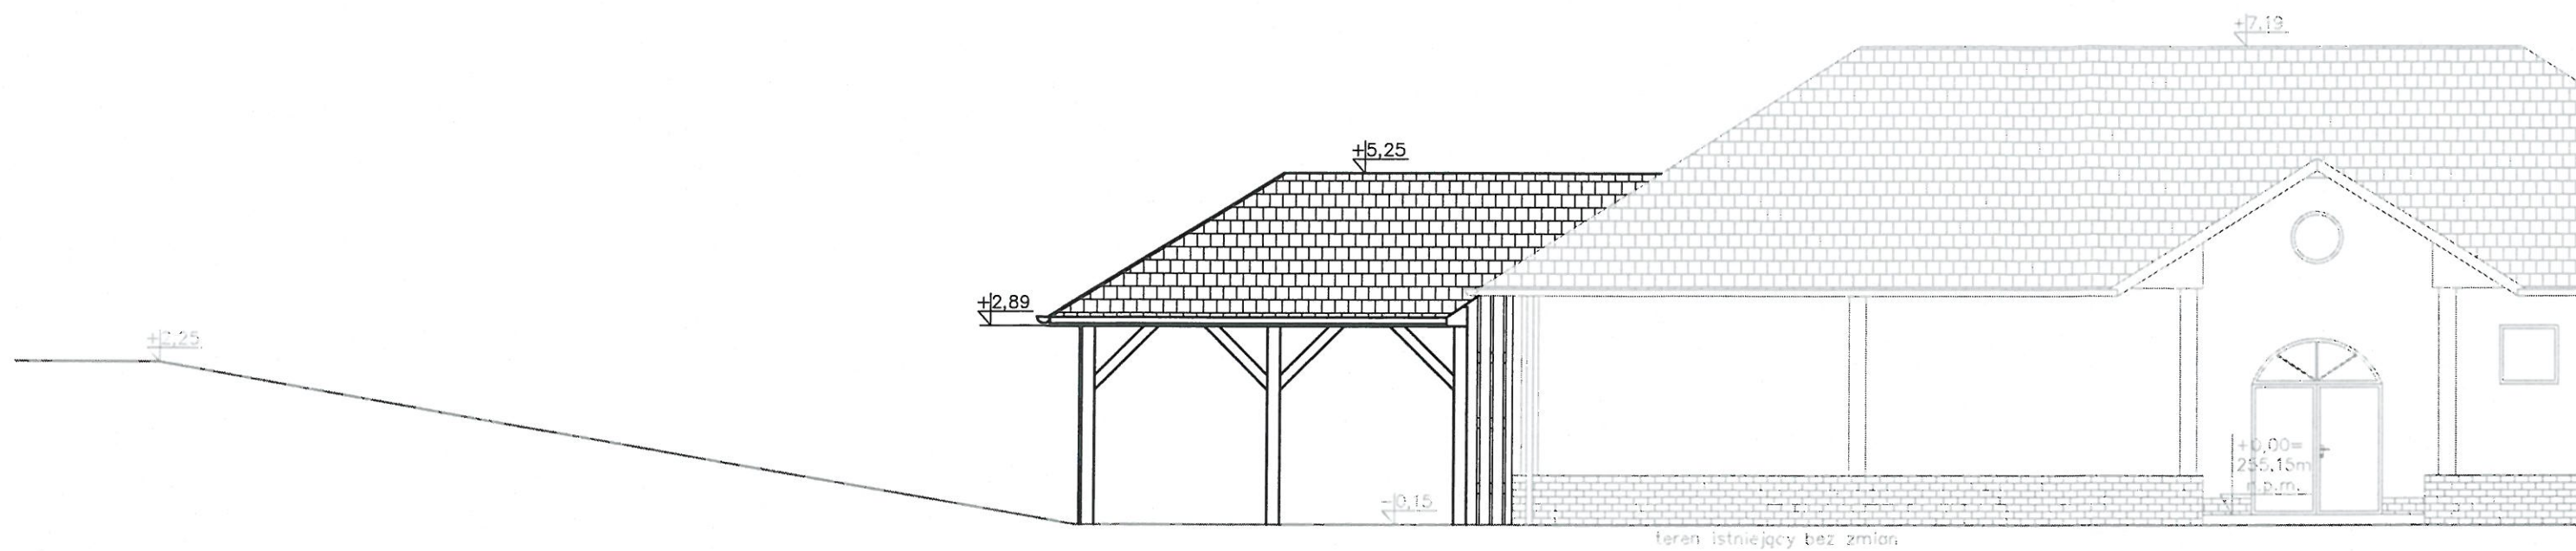 +7,19
+5,25
+2,89
+2,25
+0,00=
255,15m
n.p.m.
-0,15
teren istniejący bez zmian